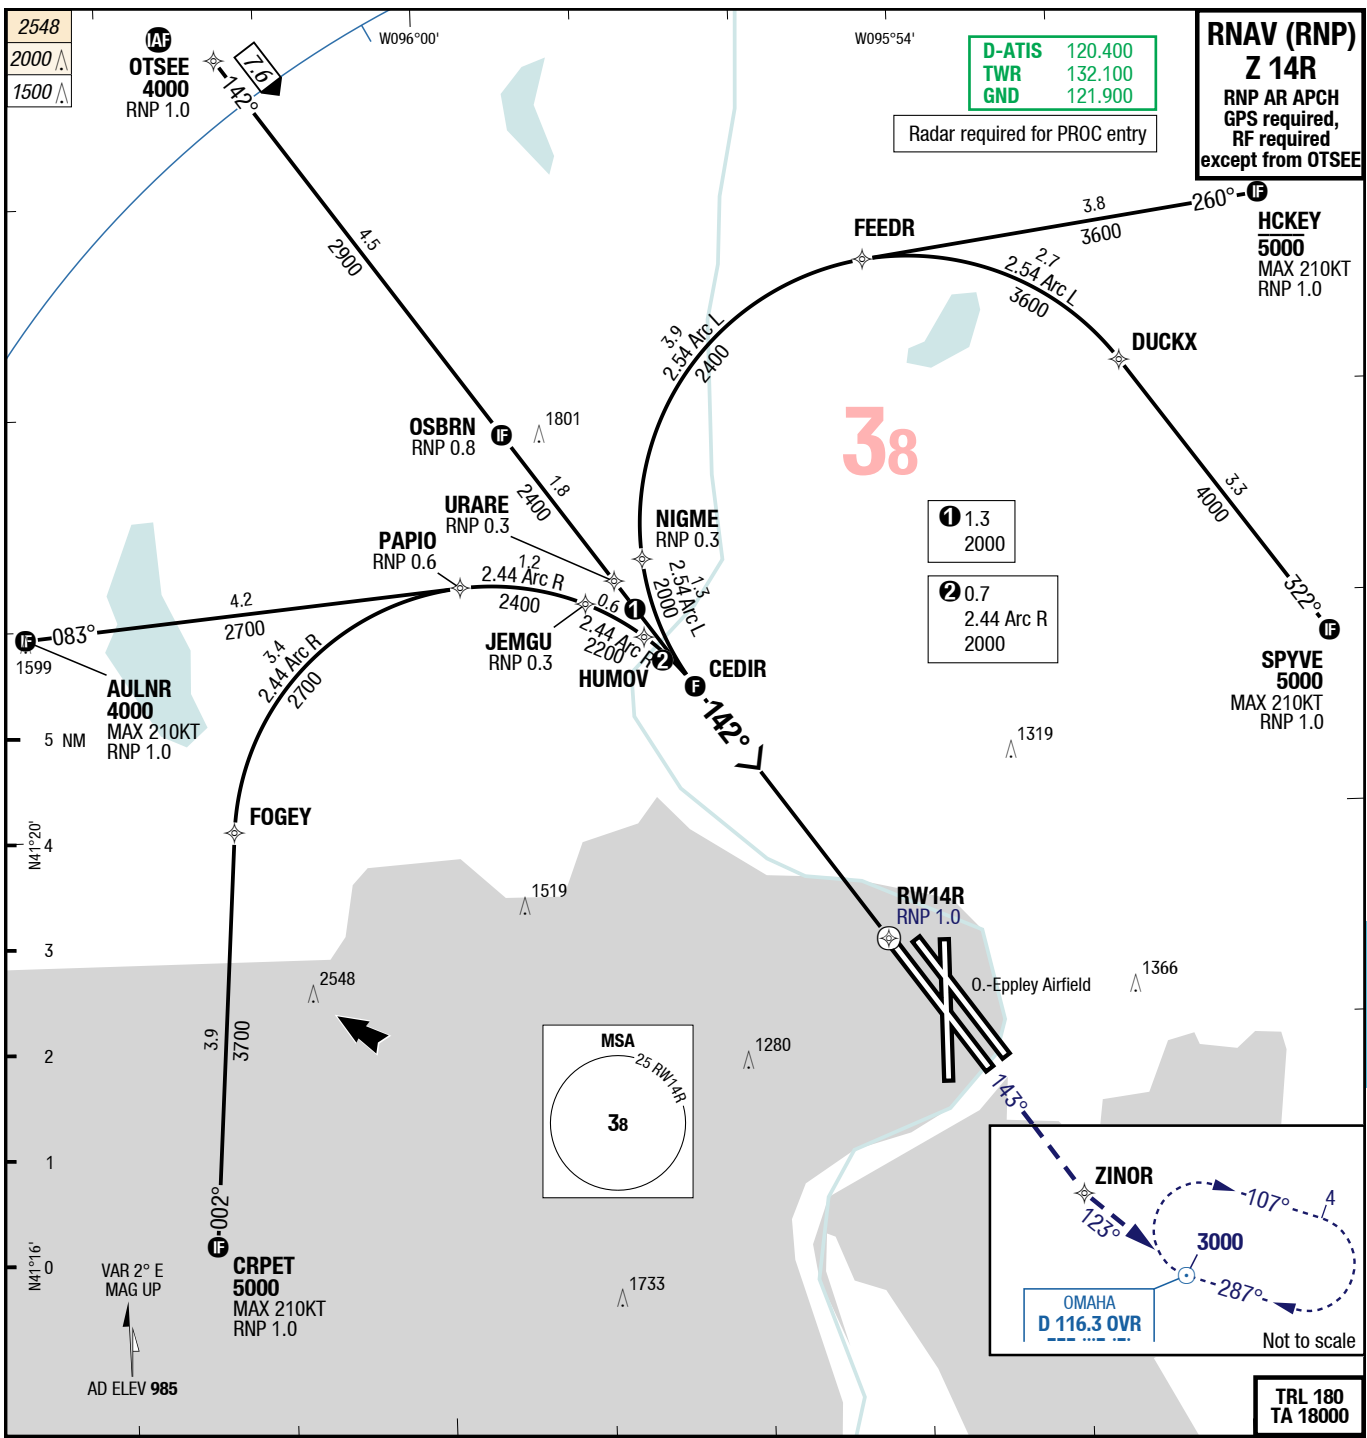 2548
2000
1500
IAF
OTSEE
4000
RNP 1.0
7.6
142°
W096°00'
W095°54'
D-ATIS 120.400
TWR 132.100
GND 121.900
Radar required for PROC entry
RNAV (RNP)
Z 14R
RNP AR APCH
GPS required,
RF required
except from OTSEE
4.5
2900
FEEDR
3.8
3600
260°
IF
HCKEY
5000
MAX 210KT
RNP 1.0
2.7
2.54 Arc L
3600
DUCKX
3.9
2.54 Arc L
2400
OSBRN
RNP 0.8
IF
1801
38
3.3
4000
1.8
2400
URARE
RNP 0.3
NIGME
RNP 0.3
1 1.3
2000
PAPIO
RNP 0.6
1.2
2.44 Arc R
2400
1.3
2.54 Arc L
2000
2 0.7
2.44 Arc R
2000
322°
SPYVE
5000
MAX 210KT
RNP 1.0
IF
083°
4.2
2700
1599
AULNR
4000
MAX 210KT
RNP 1.0
3.4
2.44 Arc R
2700
JEMGU
RNP 0.3
0.6
2.44 Arc R
2200
1
2
HUMOV
CEDIR
F
142°
1319
5 NM
FOGEY
N41°20'
4
1519
RW14R
RNP 1.0
3
2548
O.-Eppley Airfield
1366
3.9
3700
2
MSA
25 RW14R
38
1280
143°
1
002°
ZINOR
123°
107°
4
3000
287°
N41°16'
0
IF
CRPET
5000
MAX 210KT
RNP 1.0
VAR 2° E
MAG UP
1733
OMAHA
D 116.3 OVR
Not to scale
AD ELEV 985
TRL 180
TA 18000